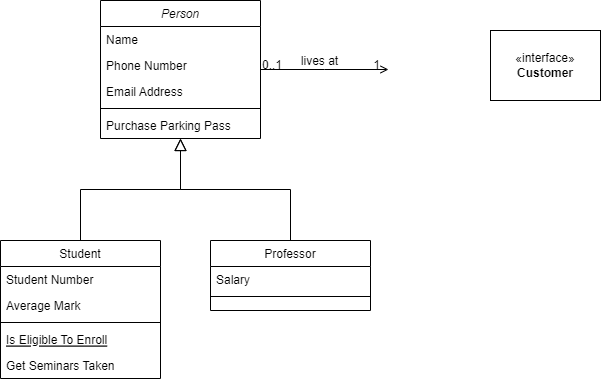 Person
Name
Phone Number
Email Address
Purchase Parking Pass
0..1 lives at 1
«interface»
Customer
Student
Student Number
Average Mark
Is Eligible To Enroll
Get Seminars Taken
Professor
Salary